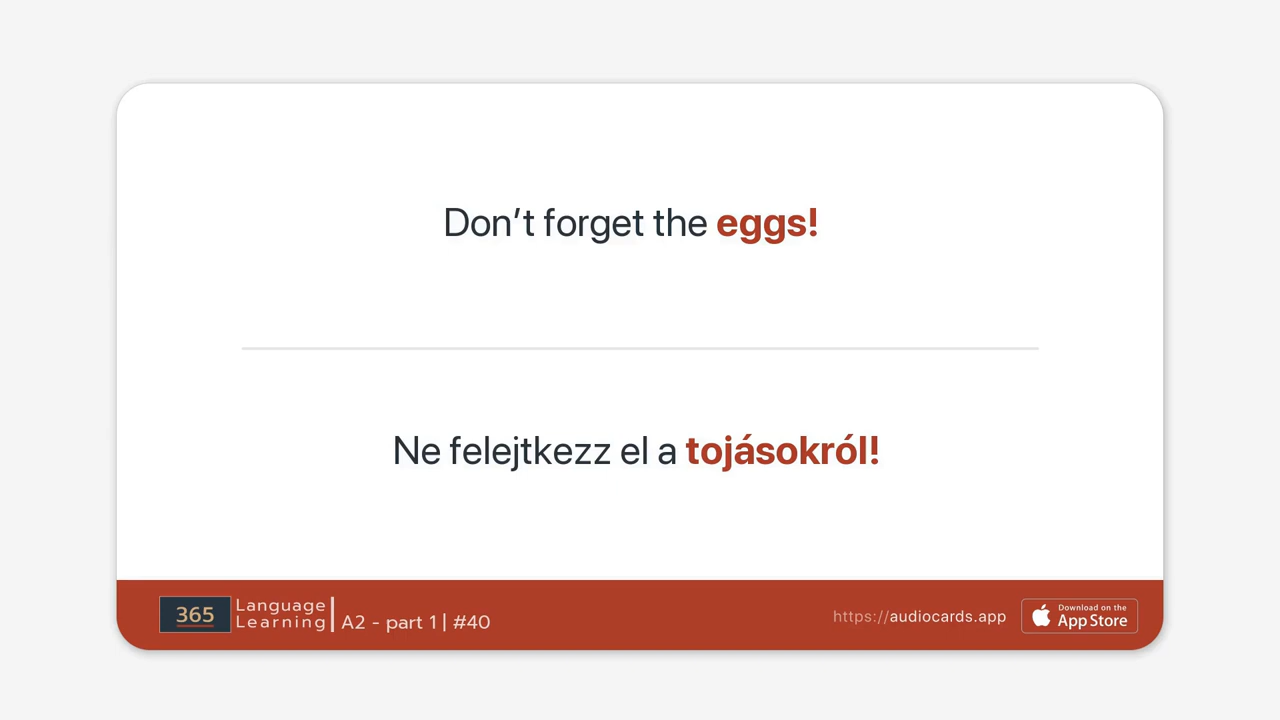 Don’t forget the eggs!
Ne felejtkezz el a tojásokról!
365
Language
Learning
A2 - part 1 | #40
https://audiocards.app
Download on the
App Store